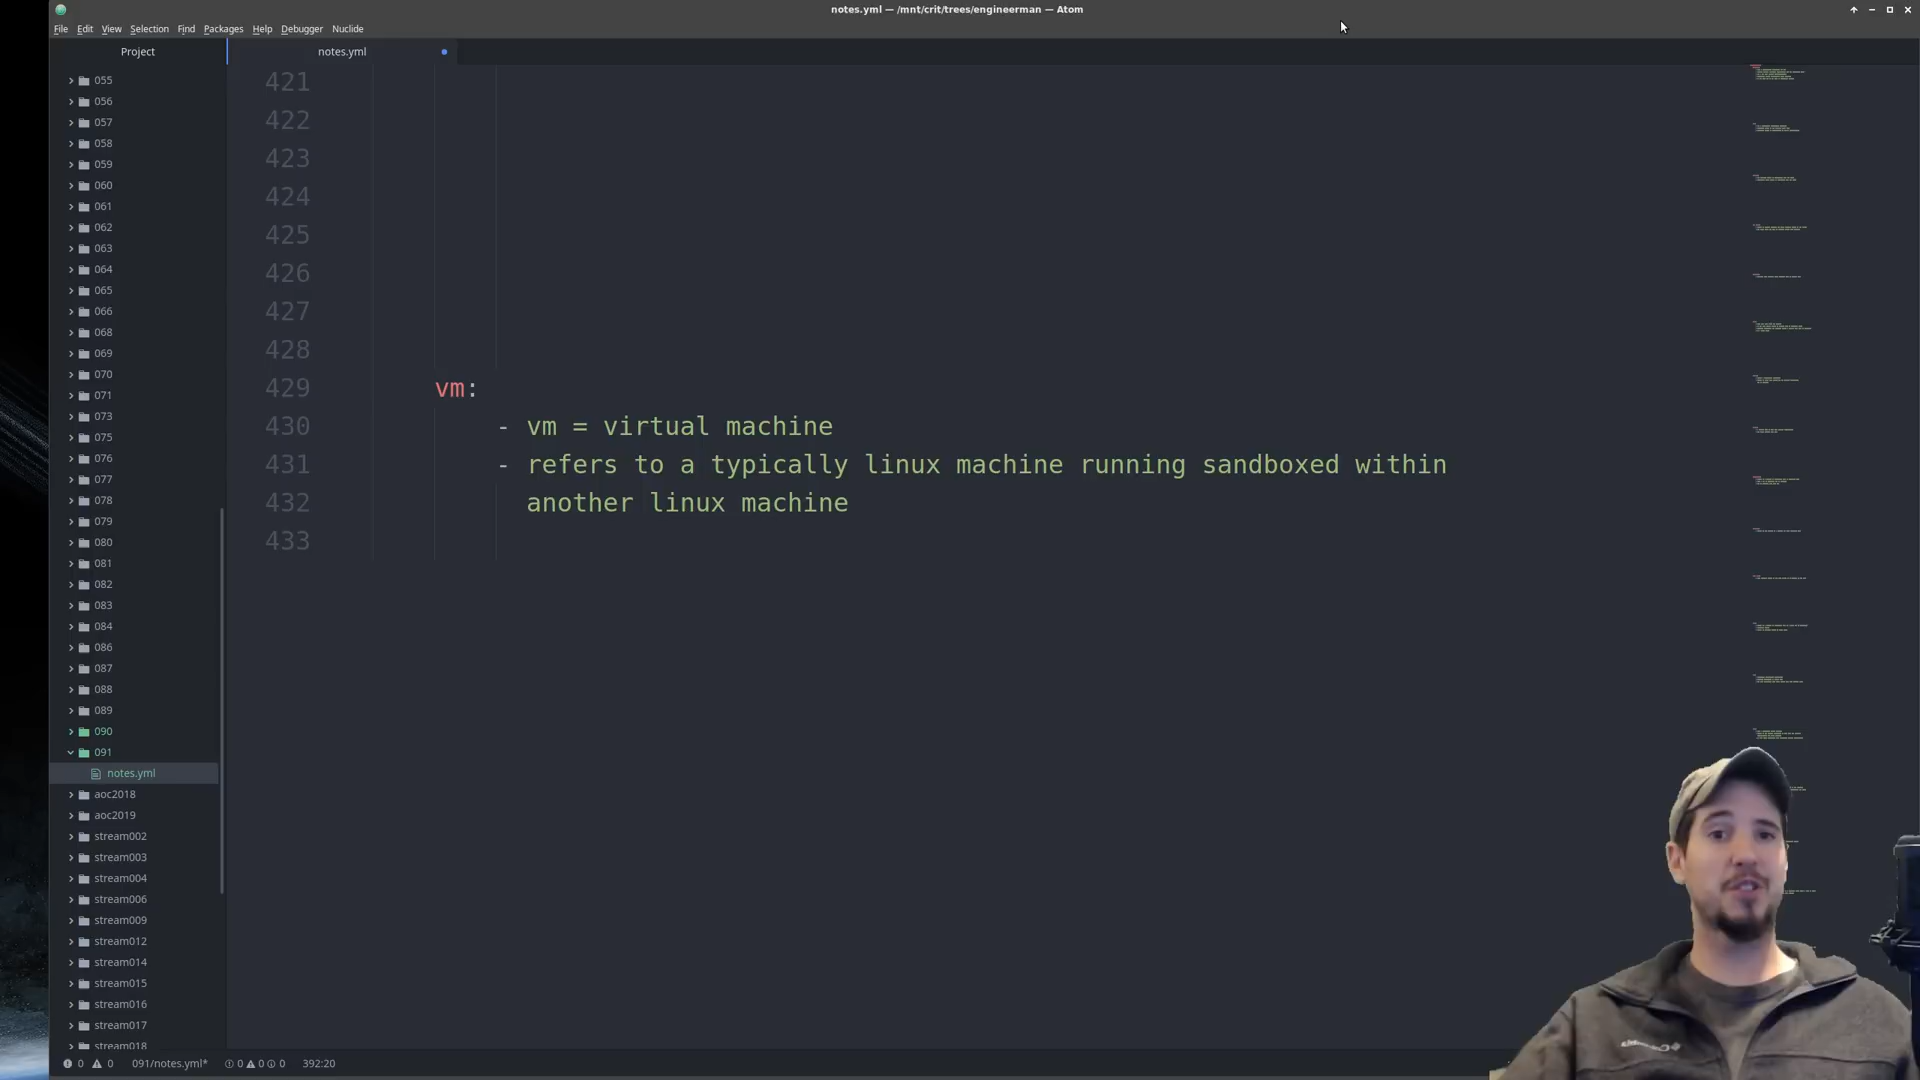 notes.yml — /mnt/crit/trees/engineerman — Atom
File Edit View Selection Find Packages Help Debugger Nuclide
Project
notes.yml
055
056
057
058
059
060
061
062
063
064
065
066
068
069
070
071
073
075
076
077
078
079
080
081
082
083
084
086
087
088
089
090
091
notes.yml
aoc2018
aoc2019
stream002
stream003
stream004
stream006
stream009
stream012
stream014
stream015
stream016
stream017
stream018
421
422
423
424
425
426
427
428
429 vm:
430 - vm = virtual machine
431 - refers to a typically linux machine running sandboxed within
432 another linux machine
433
0 0 091/notes.yml* 0 0 0 392:20